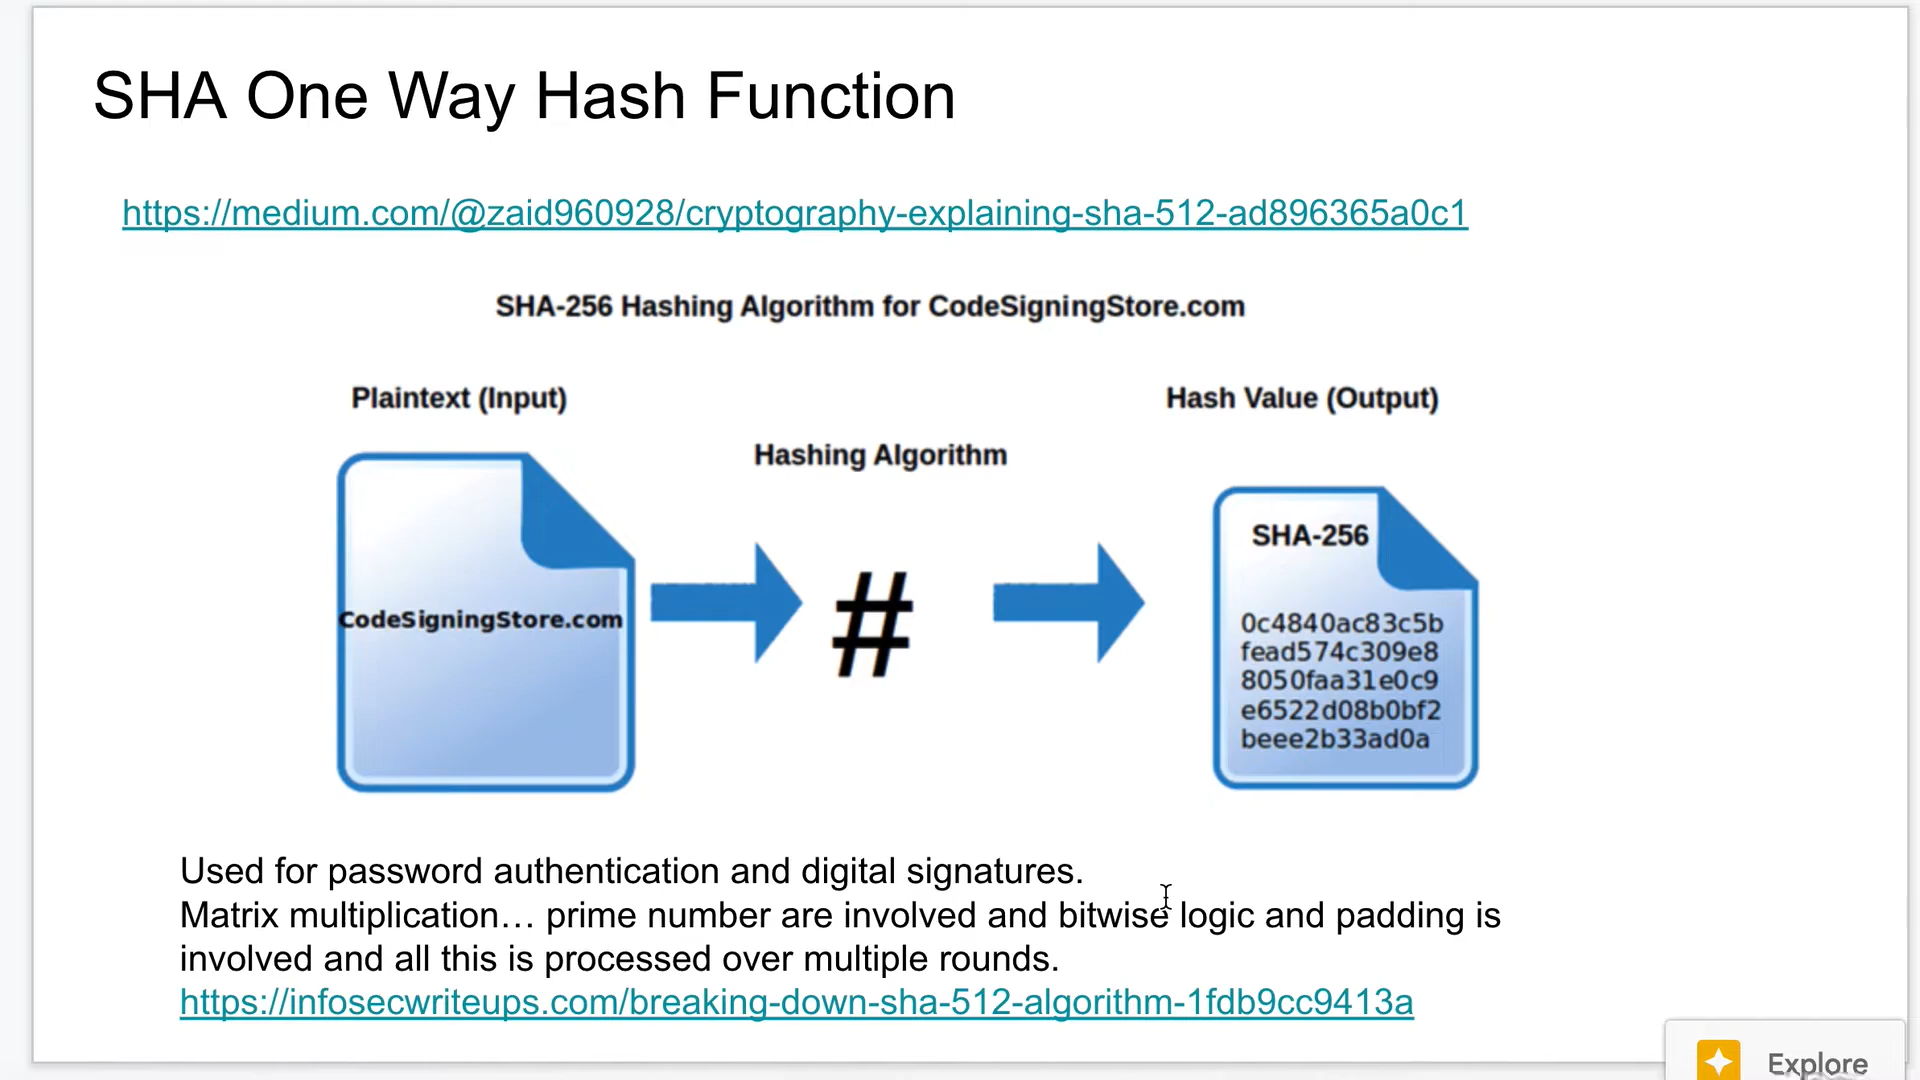 SHA One Way Hash Function
https://medium.com/@zaid960928/cryptography-explaining-sha-512-ad896365a0c1
SHA-256 Hashing Algorithm for CodeSigningStore.com
Plaintext (Input)
Hash Value (Output)
Hashing Algorithm
SHA-256
CodeSigningStore.com
#
0c4840ac83c5b
fead574c309e8
8050faa31e0c9
e6522d08b0bf2
beee2b33ad0a
Used for password authentication and digital signatures.
Matrix multiplication… prime number are involved and bitwise logic and padding is
involved and all this is processed over multiple rounds.
https://infosecwriteups.com/breaking-down-sha-512-algorithm-1fdb9cc9413a
Explore